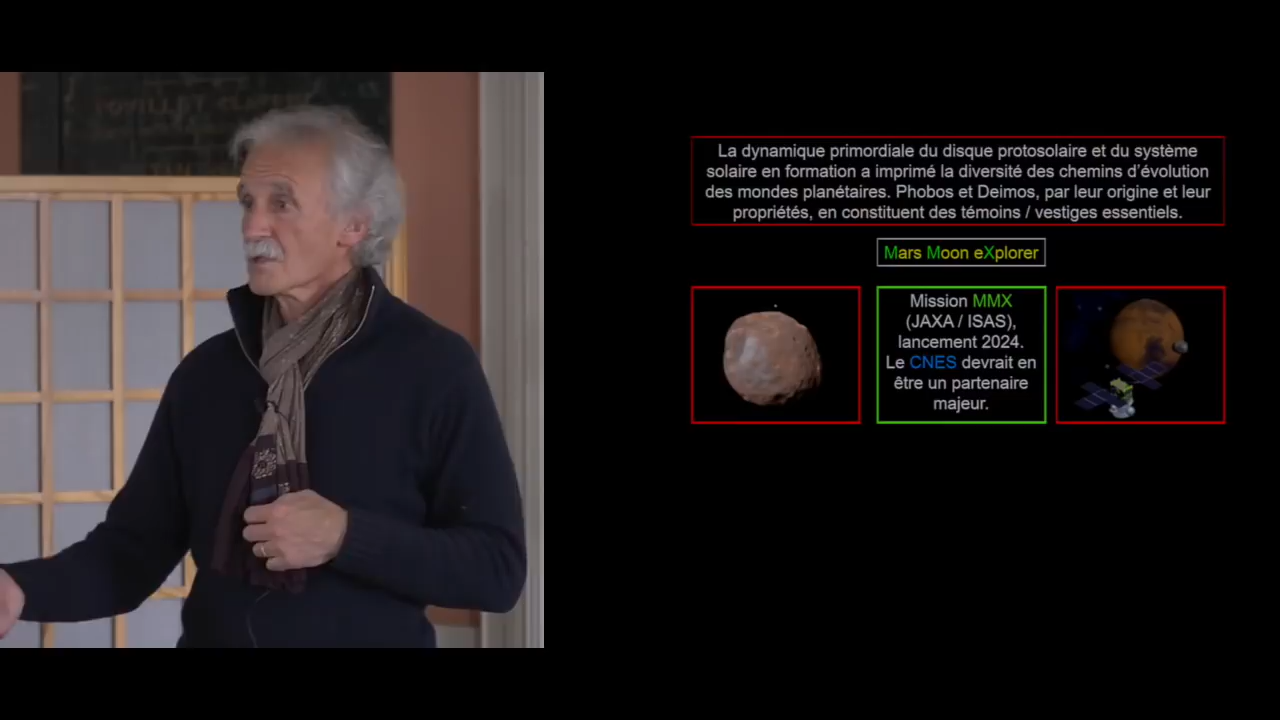 La dynamique primordiale du disque protosolaire et du système
solaire en formation a imprimé la diversité des chemins d'évolution
des mondes planétaires. Phobos et Deimos, par leur origine et leur
propriétés, en constituent des témoins / vestiges essentiels.
Mars Moon eXplorer
Mission MMX
(JAXA / ISAS),
lancement 2024.
Le CNES devrait en
être un partenaire
majeur.